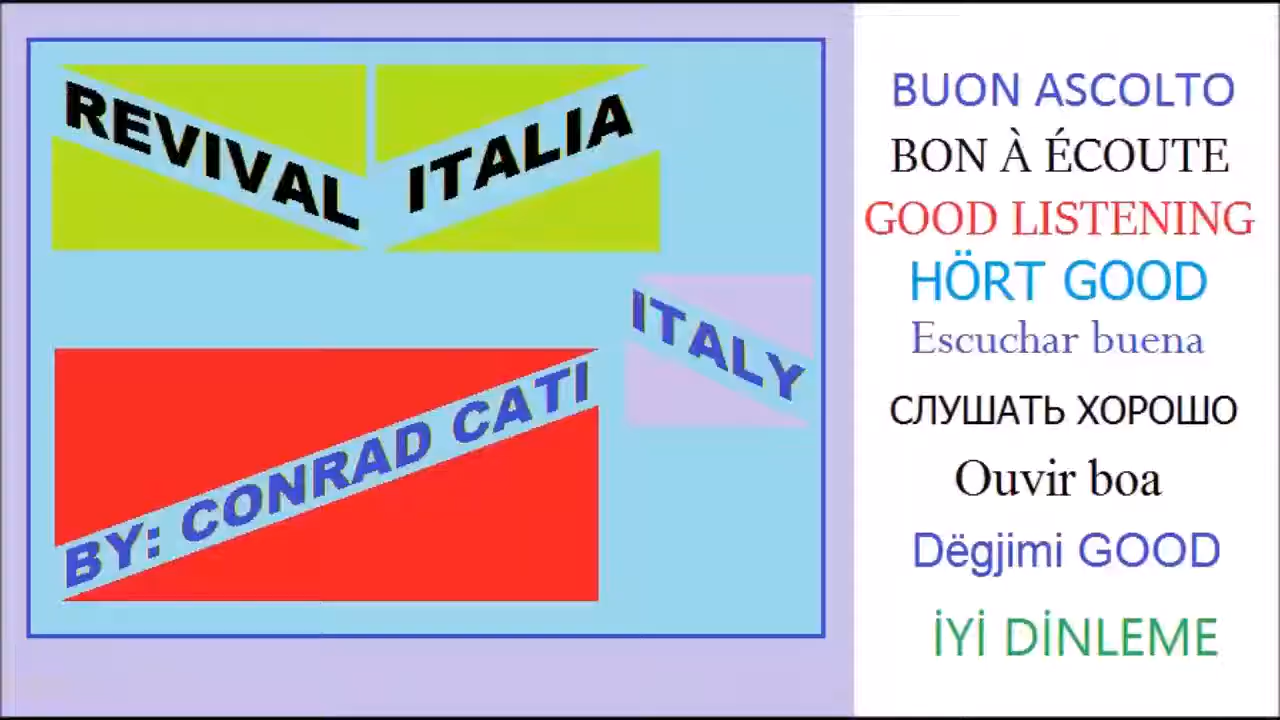 REVIVAL ITALIA
ITALY
BY: CONRAD CATI
BUON ASCOLTO
BON À ÉCOUTE
GOOD LISTENING
HÖRT GOOD
Escuchar buena
СЛУШАТЬ ХОРОШО
Ouvir boa
Dëgjimi GOOD
İYİ DİNLEME